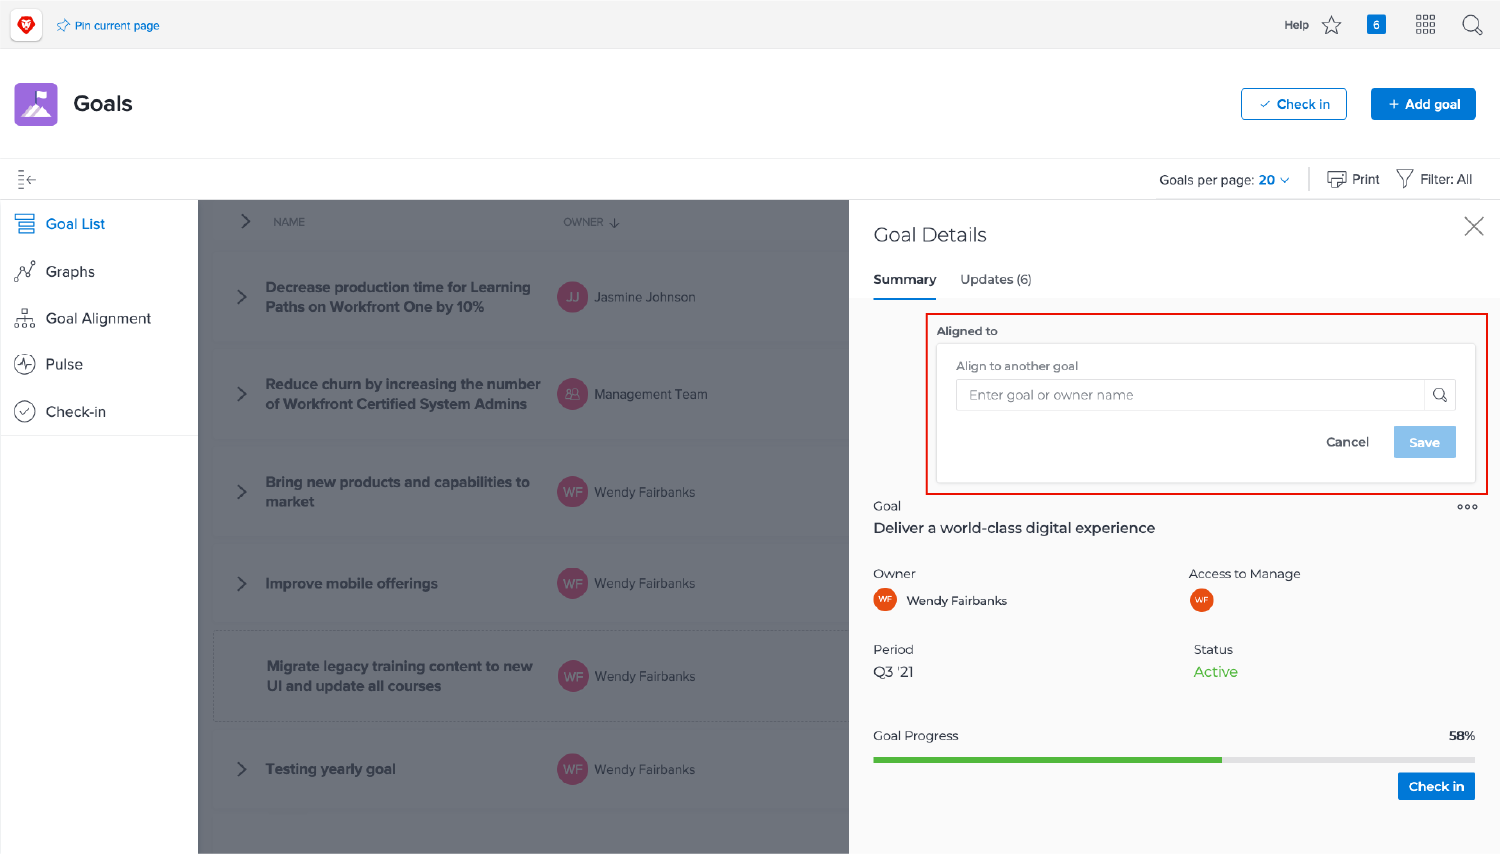 Pin current page
Help
6
Goals
Check in
+ Add goal
Goals per page: 20
Print
Filter: All
Goal List
Graphs
Goal Alignment
Pulse
Check-in
NAME
OWNER
Decrease production time for Learning
Paths on Workfront One by 10%
JJ
Jasmine Johnson
Reduce churn by increasing the number
of Workfront Certified System Admins
Management Team
Bring new products and capabilities to
market
WF
Wendy Fairbanks
Improve mobile offerings
WF
Wendy Fairbanks
Migrate legacy training content to new
UI and update all courses
WF
Wendy Fairbanks
Testing yearly goal
WF
Wendy Fairbanks
Goal Details
Summary
Updates (6)
Aligned to
Align to another goal
Enter goal or owner name
Cancel
Save
Goal
Deliver a world-class digital experience
Owner
Access to Manage
WF
Wendy Fairbanks
WF
Period
Status
Q3 '21
Active
Goal Progress
58%
Check in